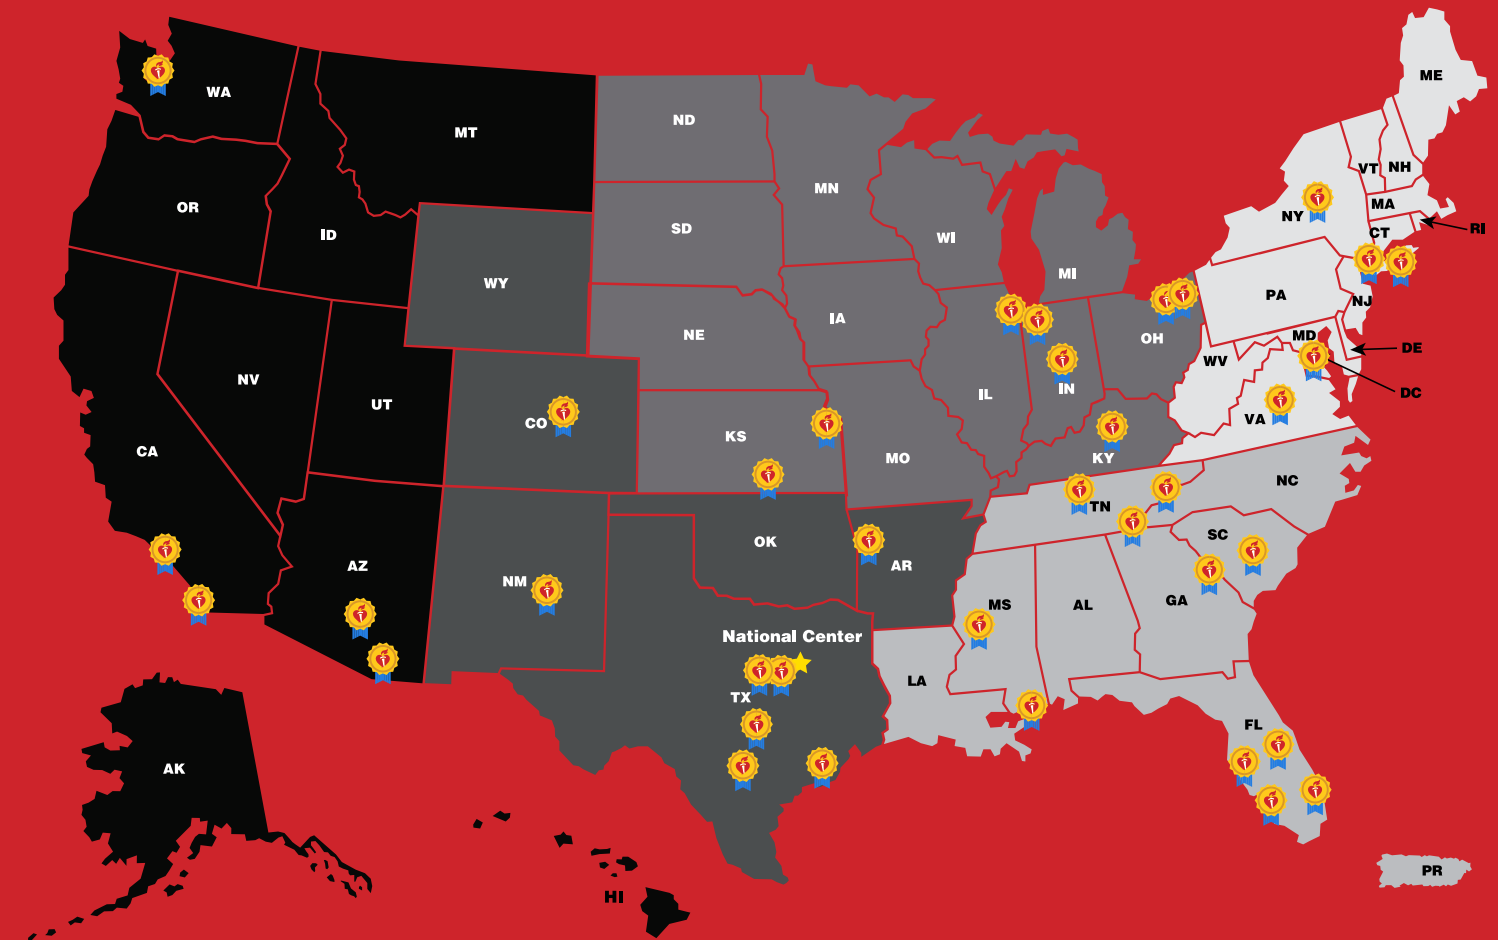 ME
WA
ND
MT
VT
NH
MN
MA
OR
NY
SD
RI
CT
ID
WI
MI
WY
PA
NJ
IA
NE
MD
OH
DE
WV
NV
IN
DC
IL
UT
VA
CO
KS
CA
MO
KY
NC
TN
SC
OK
AZ
AR
NM
GA
MS
AL
National Center
LA
TX
FL
AK
PR
HI